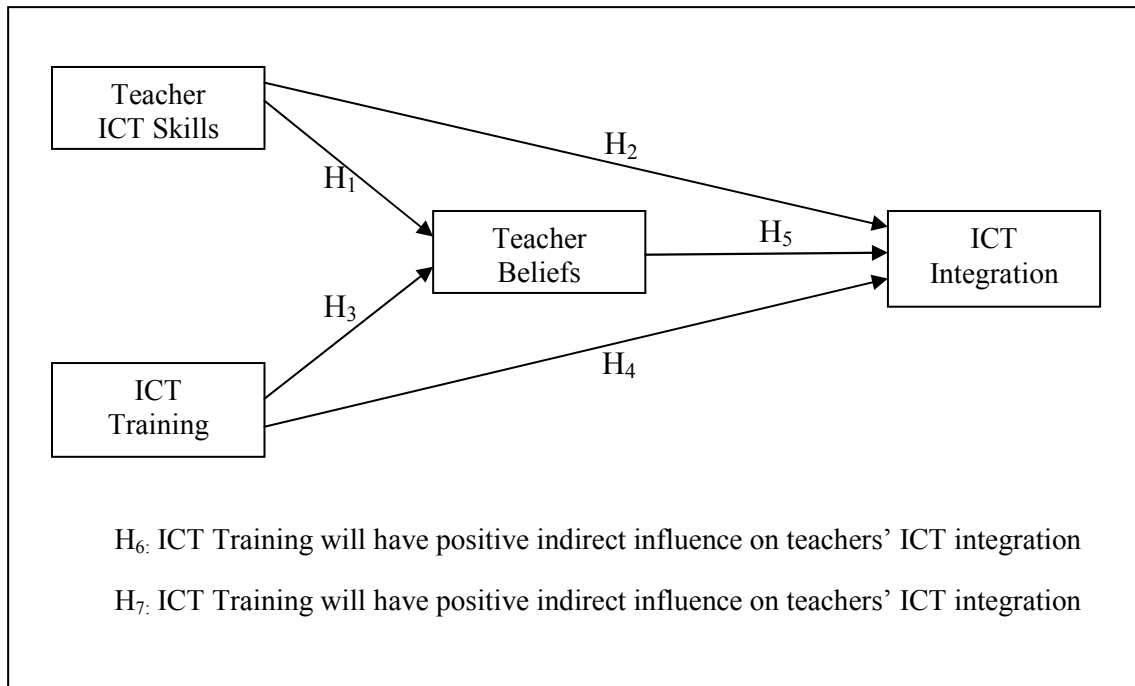 Teacher
ICT Skills
H₂
H₁
Teacher
Beliefs
H₅
ICT
Integration
H₃
H₄
ICT
Training
H₆: ICT Training will have positive indirect influence on teachers’ ICT integration
H₇: ICT Training will have positive indirect influence on teachers’ ICT integration